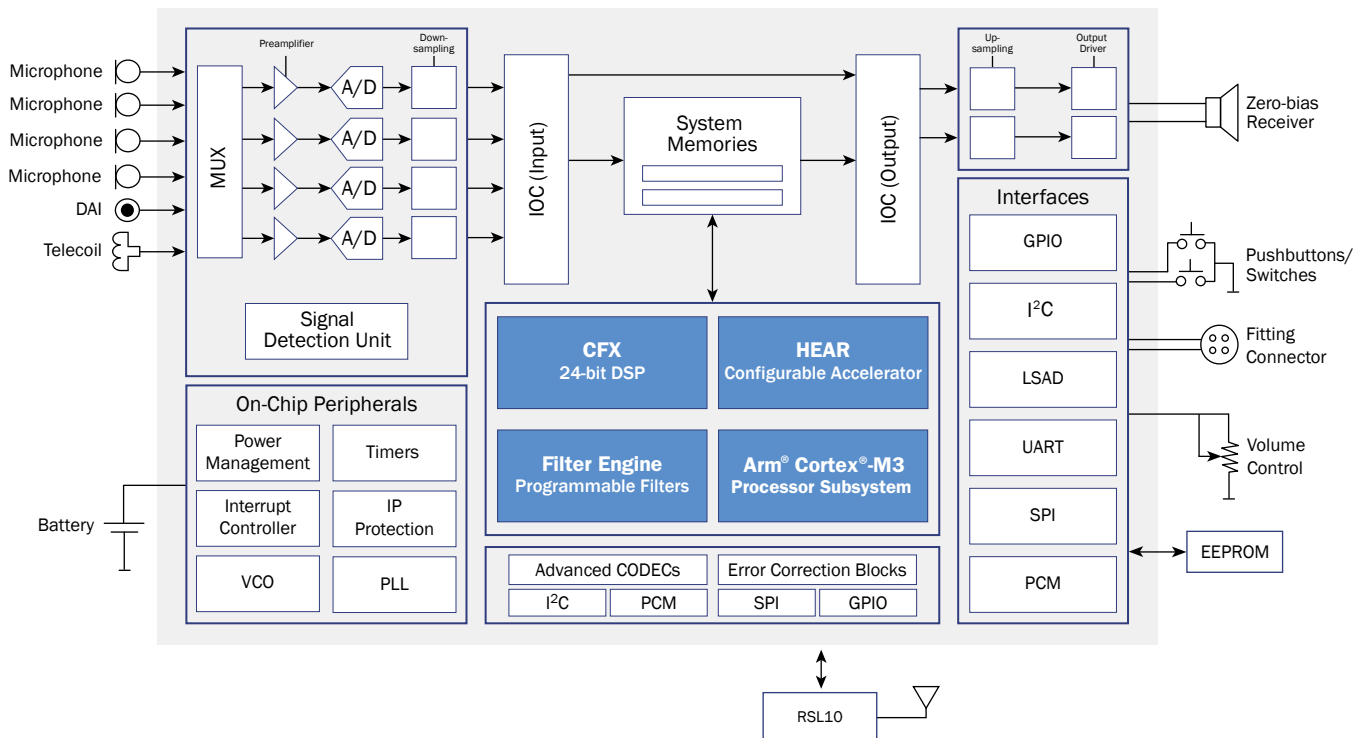 Preamplifier
Down-
sampling
Microphone
Microphone
Microphone
Microphone
DAI
Telecoil
MUX
A/D
A/D
A/D
A/D
Signal
Detection Unit
IOC (Input)
System
Memories
IOC (Output)
Up-
sampling
Output
Driver
Zero-bias
Receiver
CFX
24-bit DSP
HEAR
Configurable Accelerator
Filter Engine
Programmable Filters
Arm® Cortex®-M3
Processor Subsystem
Interfaces
GPIO
I²C
LSAD
UART
SPI
PCM
Pushbuttons/
Switches
Fitting
Connector
Volume
Control
EEPROM
On-Chip Peripherals
Power
Management
Timers
Interrupt
Controller
IP
Protection
VCO
PLL
Battery
Advanced CODECs
Error Correction Blocks
I²C
PCM
SPI
GPIO
RSL10